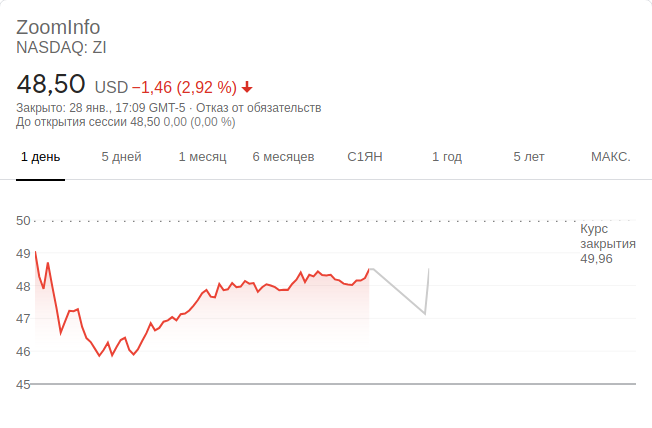 ZoomInfo
NASDAQ: ZI
48,50 USD −1,46 (2,92 %)
Закрыто: 28 янв., 17:09 GMT-5 · Отказ от обязательств
До открытия сессии 48,50 0,00 (0,00 %)
1 день 5 дней 1 месяц 6 месяцев С1ЯН 1 год 5 лет МАКС.
50
Курс
закрытия
49,96
49
48
47
46
45